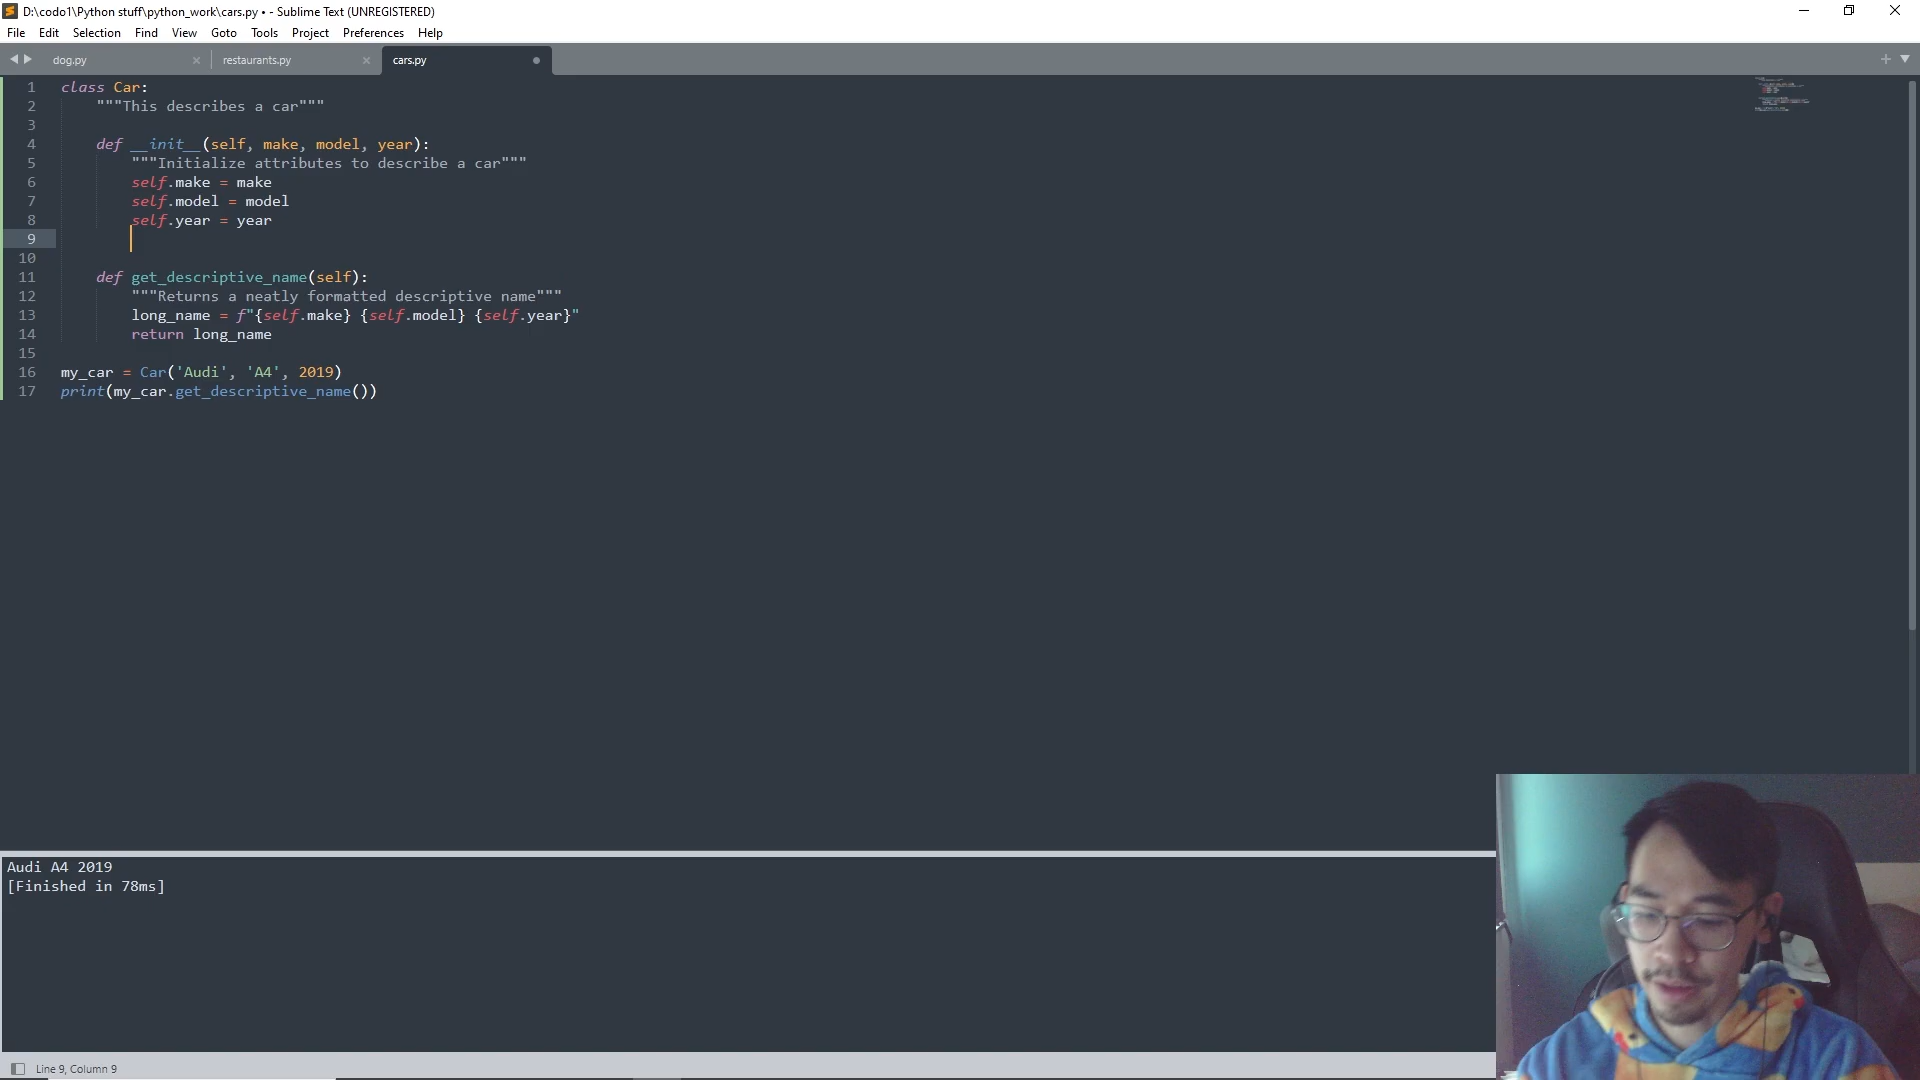 D:\codo1\Python stuff\python_work\cars.py • - Sublime Text (UNREGISTERED)
File Edit Selection Find View Goto Tools Project Preferences Help
dog.py restaurants.py cars.py
1 class Car:
2 """This describes a car"""
3
4 def __init__(self, make, model, year):
5 """Initialize attributes to describe a car"""
6 self.make = make
7 self.model = model
8 self.year = year
9
10
11 def get_descriptive_name(self):
12 """Returns a neatly formatted descriptive name"""
13 long_name = f"{self.make} {self.model} {self.year}"
14 return long_name
15
16 my_car = Car('Audi', 'A4', 2019)
17 print(my_car.get_descriptive_name())
Audi A4 2019
[Finished in 78ms]
Line 9, Column 9